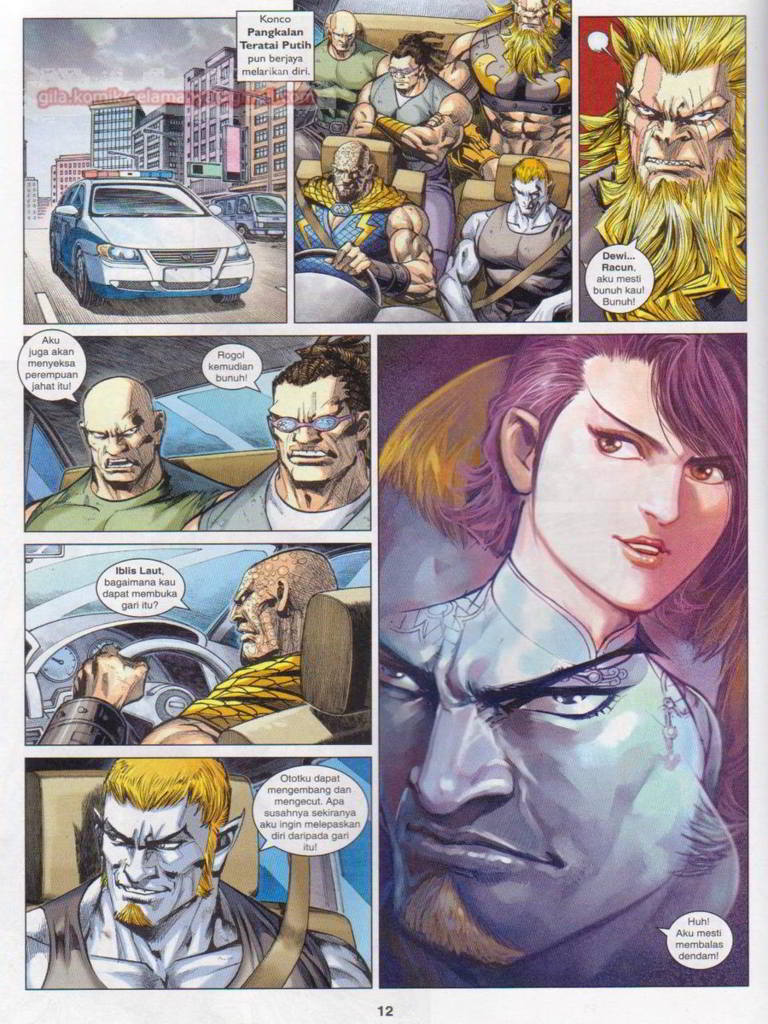 Konco
Pangkalan
Teratai Putih
pun berjaya
melarikan diri.
Dewi...
Racun,
aku mesti
bunuh kau!
Bunuh!
Aku
juga akan
menyeksa
perempuan
jahat itu!
Rogol
kemudian
bunuh!
Iblis Laut,
bagaimana kau
dapat membuka
gari itu?
Ototku dapat
mengembang dan
mengecut. Apa
susahnya sekiranya
aku ingin melepaskan
diri daripada gari
itu!
Huh!
Aku mesti
membalas
dendam!
12